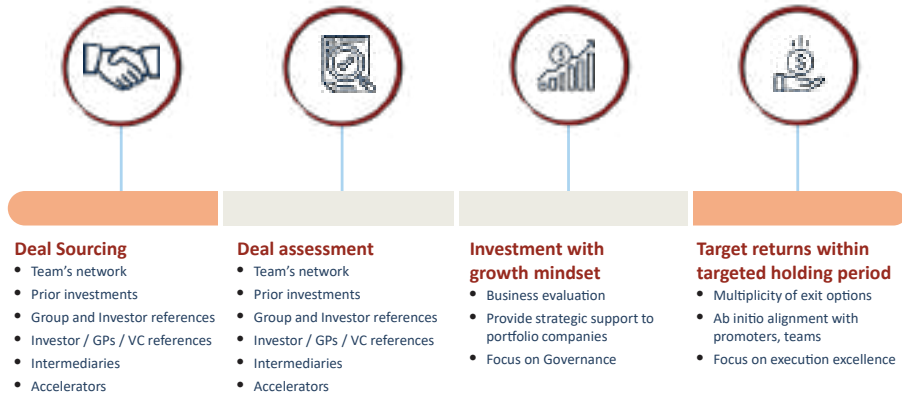 Deal Sourcing
• Team's network
• Prior investments
• Group and Investor references
• Investor / GPs / VC references
• Intermediaries
• Accelerators
Deal assessment
• Team's network
• Prior investments
• Group and Investor references
• Investor / GPs / VC references
• Intermediaries
• Accelerators
Investment with
growth mindset
• Business evaluation
• Provide strategic support to
portfolio companies
• Focus on Governance
Target returns within
targeted holding period
• Multiplicity of exit options
• Ab initio alignment with
promoters, teams
• Focus on execution excellence